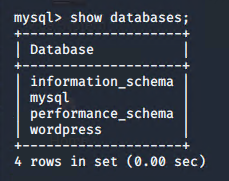 mysql> show databases;
+--------------------+
| Database           |
+--------------------+
| information_schema |
| mysql              |
| performance_schema |
| wordpress          |
+--------------------+
4 rows in set (0.00 sec)